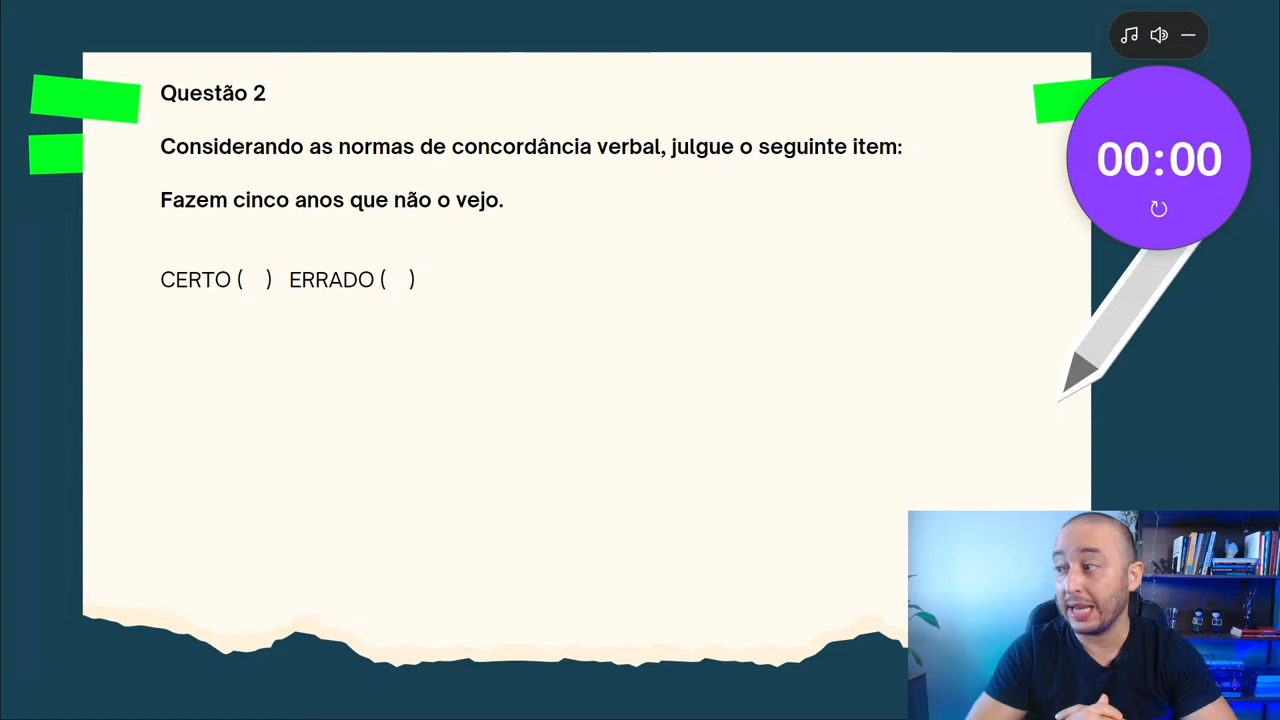 Questão 2
Considerando as normas de concordância verbal, julgue o seguinte item:
Fazem cinco anos que não o vejo.
CERTO (   )   ERRADO (   )
00:00